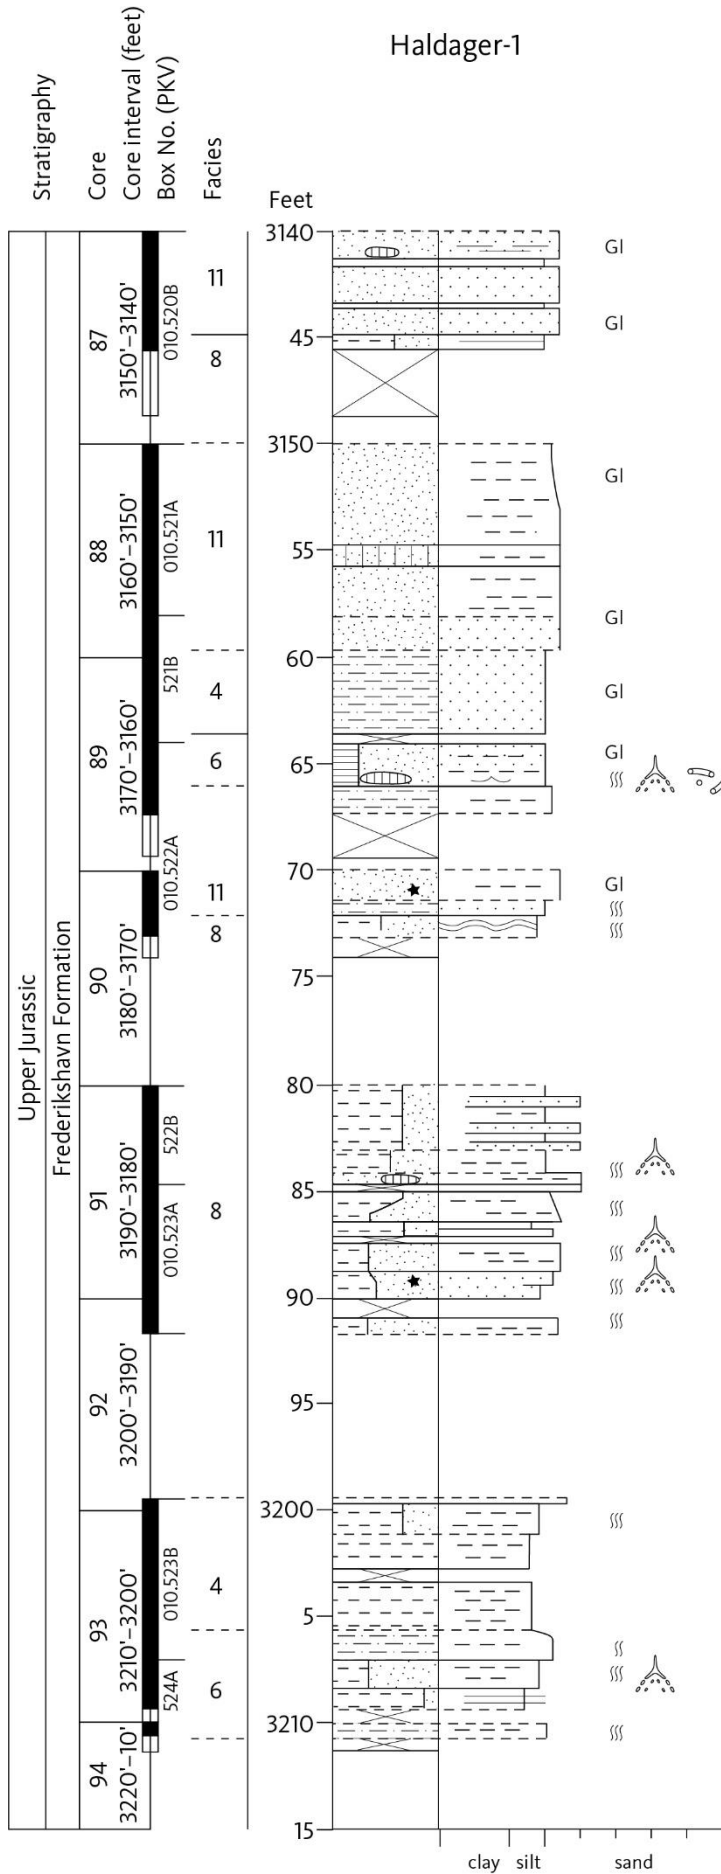 Haldager-1
Stratigraphy
Core
Core interval (feet)
Box No. (PKV)
Facies
Feet
Upper Jurassic
Frederikshavn Formation
87
3150'–3140'
010.520B
11
8
88
3160'–3150'
010.521A
11
89
3170'–3160'
521B
4
6
010.522A
90
3180'–3170'
11
8
91
3190'–3180'
522B
010.523A
8
92
3200'–3190'
93
3210'–3200'
010.523B
4
524A
6
94
3220'–10'
3140
45
3150
55
60
65
70
75
80
85
90
95
3200
5
3210
15
Gl
Gl
Gl
Gl
Gl
Gl
Gl
clay silt sand